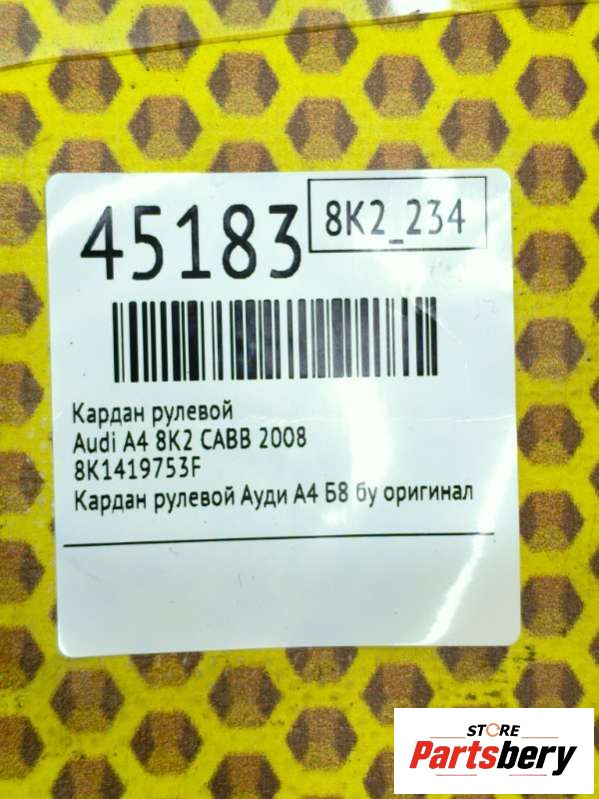 45183
8K2_234
Кардан рулевой
Audi A4 8K2 CABB 2008
8K1419753F
Кардан рулевой Ауди А4 Б8 бу оригинал
STORE
Partsbery